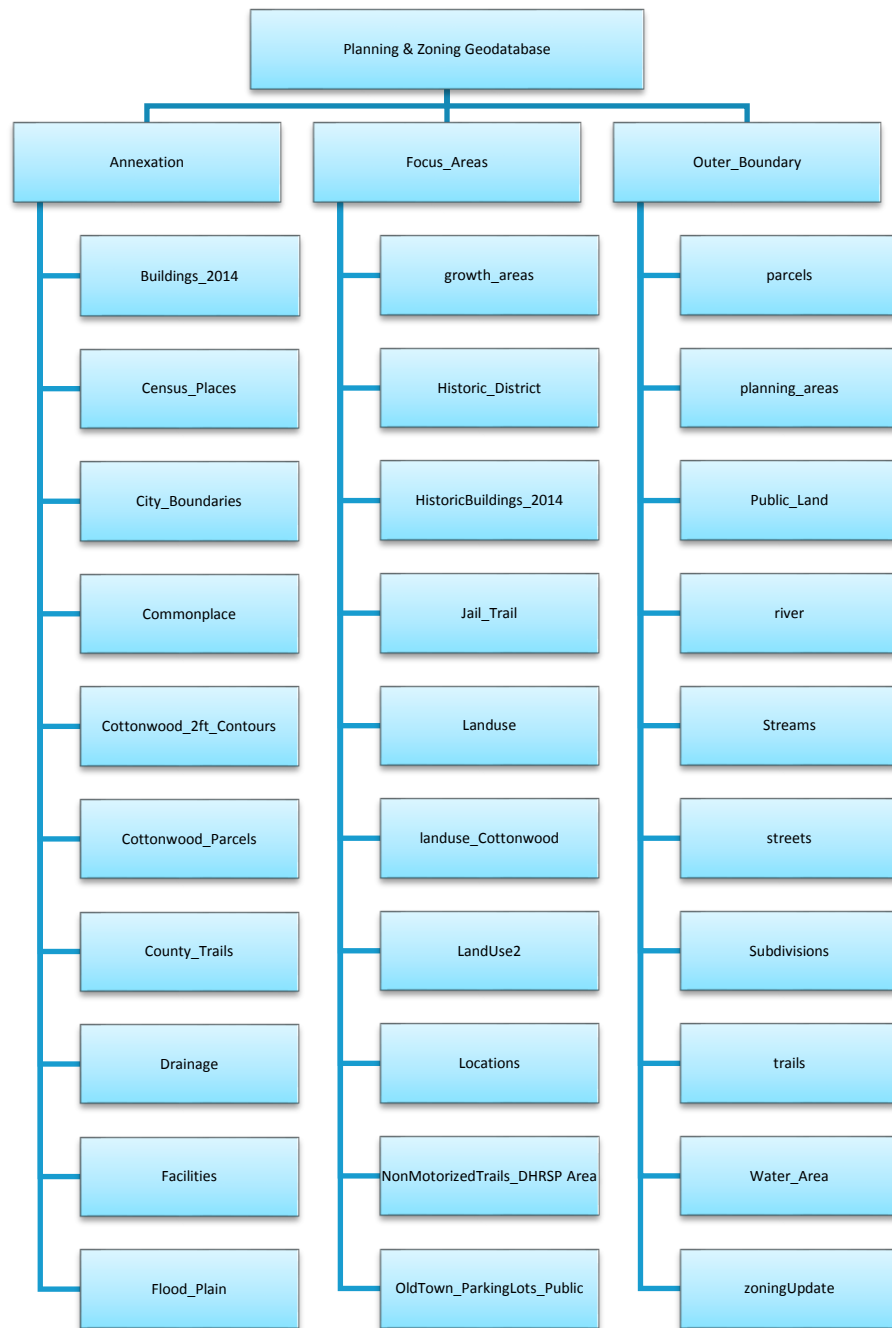 Planning & Zoning Geodatabase
Annexation
Buildings_2014
Census_Places
City_Boundaries
Commonplace
Cottonwood_2ft_Contours
Cottonwood_Parcels
County_Trails
Drainage
Facilities
Flood_Plain
Focus_Areas
growth_areas
Historic_District
HistoricBuildings_2014
Jail_Trail
Landuse
landuse_Cottonwood
LandUse2
Locations
NonMotorizedTrails_DHRSP Area
OldTown_ParkingLots_Public
Outer_Boundary
parcels
planning_areas
Public_Land
river
Streams
streets
Subdivisions
trails
Water_Area
zoningUpdate